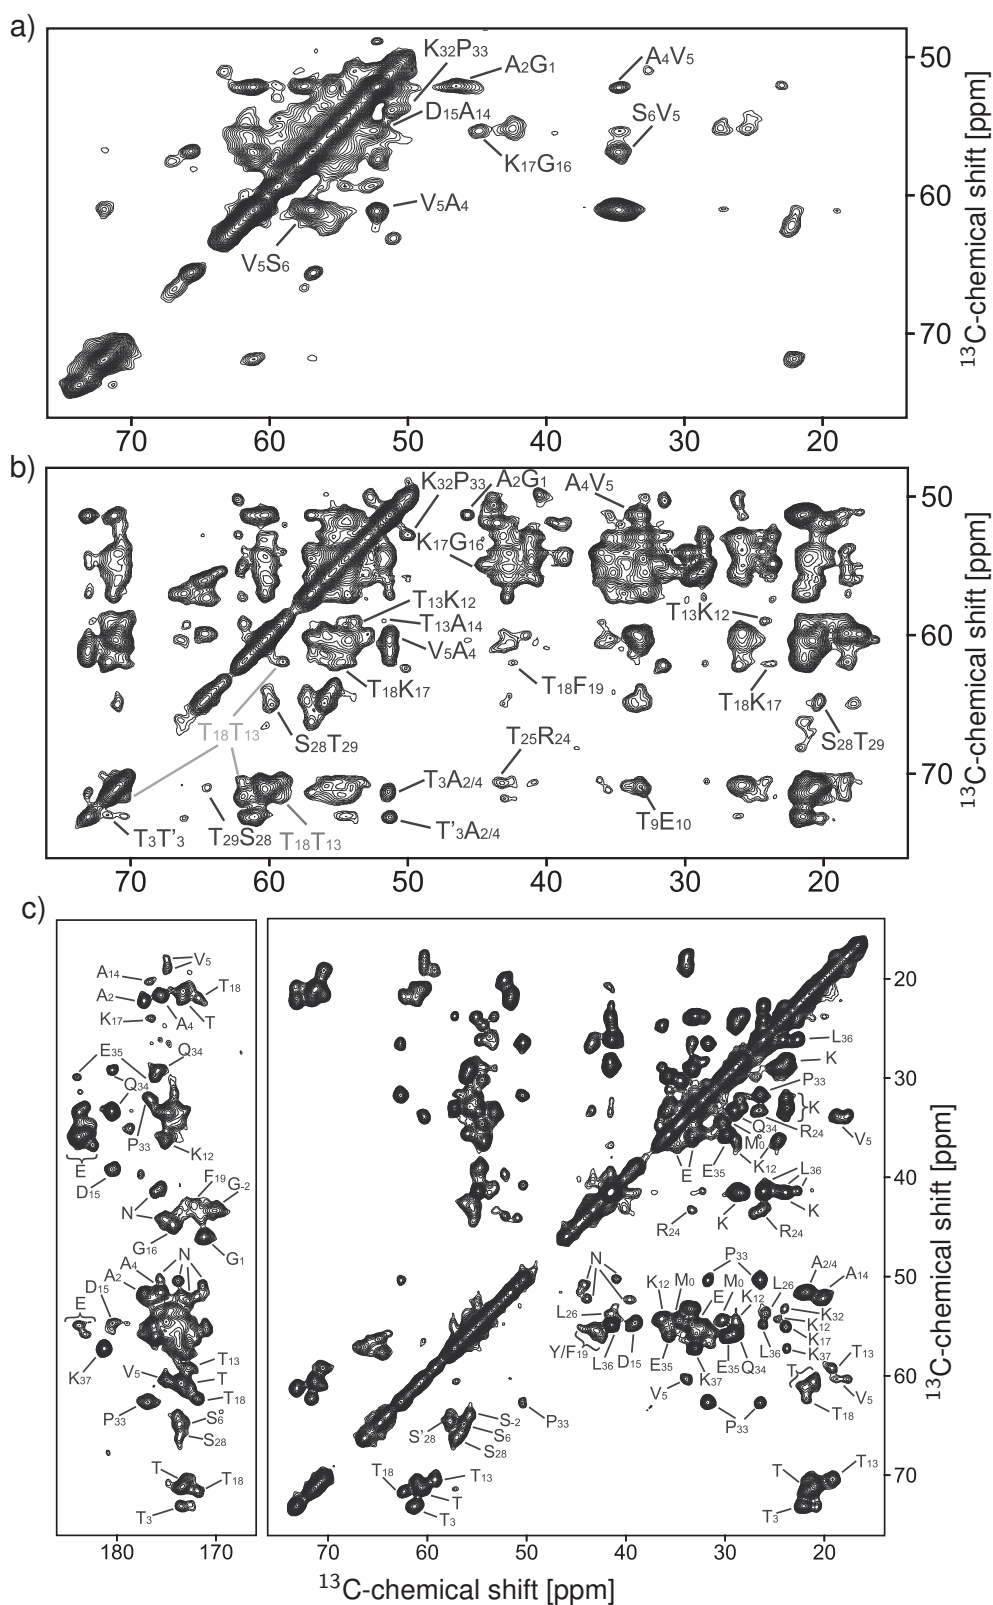 a)
K32P33
A2G1
A4V5
D15A14
S6V5
K17G16
V5A4
V5S6
50
60
70
13C-chemical shift [ppm]
70 60 50 40 30 20
b)
K32P33
A2G1
A4V5
K17G16
T13K12
T13A14
V5A4
T13K12
T18K17
T18F19
T18K17
T18T13
S28T29
T25R24
S28T29
T3A2/4
T3T'3
T29S28
T18T13
T'3A2/4
T9E10
50
60
70
13C-chemical shift [ppm]
70 60 50 40 30 20
c)
V5
A14
A2
T18
K17
A4
T
E35
Q34
Q34
P33
K12
E
D15
F19
G-2
N
G16
G1
A4
N
A2
D15
E
T13
K37
V5
T
T18
P33
S6
S28
T
T18
T3
180 170
L36
K
P33
K
Q34
R24
V5
M0
E
E35
K12
L36
R24
K
R24
K
N
P33
A2/4
A14
K12
M0
M0
L26
E
K12
K32
L26
K12
K17
Y/F19
L36
D15
E35
K37
E35
Q34
L36
K37
T13
T
V5
V5
T18
P33
P33
S-2
S'28
S6
S28
T18
T13
T
T3
T
T13
T3
20
30
40
50
60
70
13C-chemical shift [ppm]
70 60 50 40 30 20
13C-chemical shift [ppm]